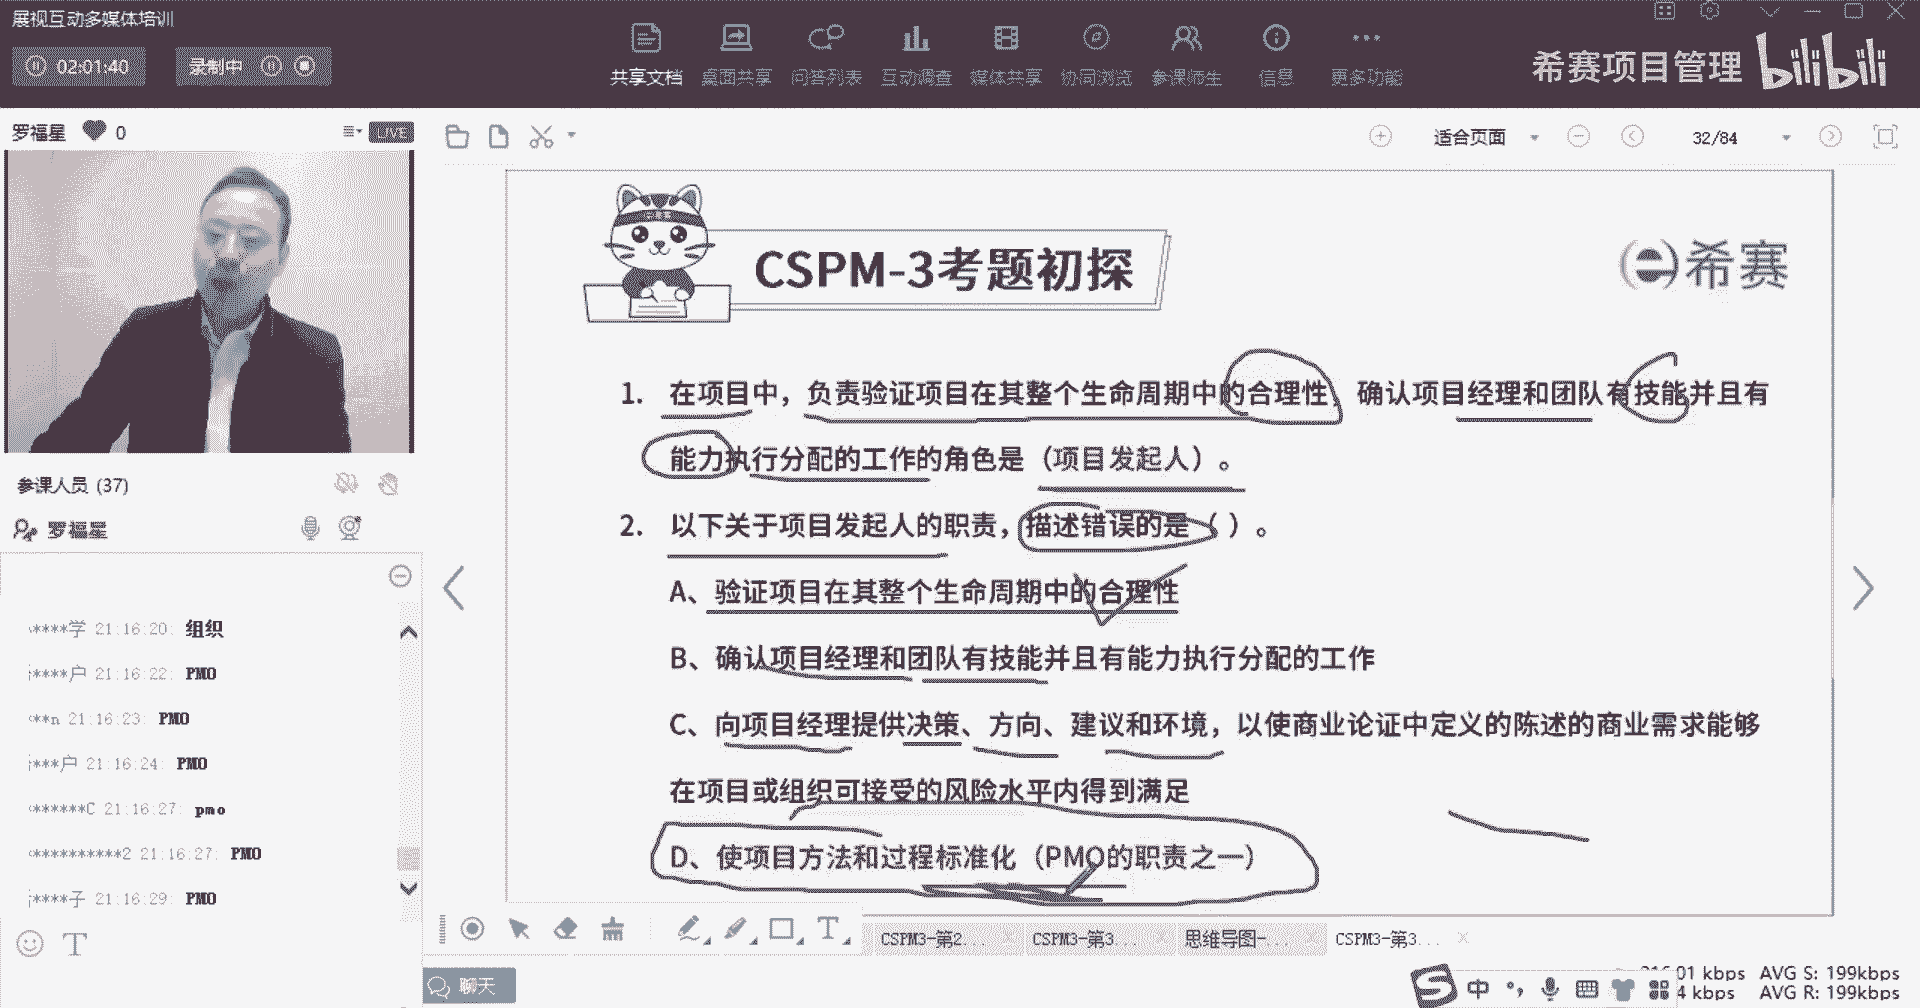 展视互动多媒体培训
02:01:40
录制中
共享文档
桌面共享
问答列表
互动调查
媒体共享
协同浏览
参课师生
信息
更多功能
希赛项目管理 bilibili
罗福星 0
LIVE
适合页面
32/84
CSPM-3考题初探
希赛
1. 在项目中，负责验证项目在其整个生命周期中的合理性，确认项目经理和团队有技能并且有
能力执行分配的工作的角色是（项目发起人）。
2. 以下关于项目发起人的职责，描述错误的是（ ）。
A、验证项目在其整个生命周期中的合理性
B、确认项目经理和团队有技能并且有能力执行分配的工作
C、向项目经理提供决策、方向、建议和环境，以使商业论证中定义的陈述的商业需求能够
在项目或组织可接受的风险水平内得到满足
D、使项目方法和过程标准化（PMO的职责之一）
参课人员 (37)
罗福星
****学 21:16:20: 组织
****户 21:16:22: PMO
**n 21:16:23: PMO
***户 21:16:24: PMO
******C 21:16:27: pmo
**********2 21:16:27: PMO
****子 21:16:29: PMO
T
T
CSPM3-第2...
CSPM3-第3...
思维导图-...
CSPM3-第3...
聊天
中
01 kbps AVG S: 199kbps
4 kbps AVG R: 199kbps